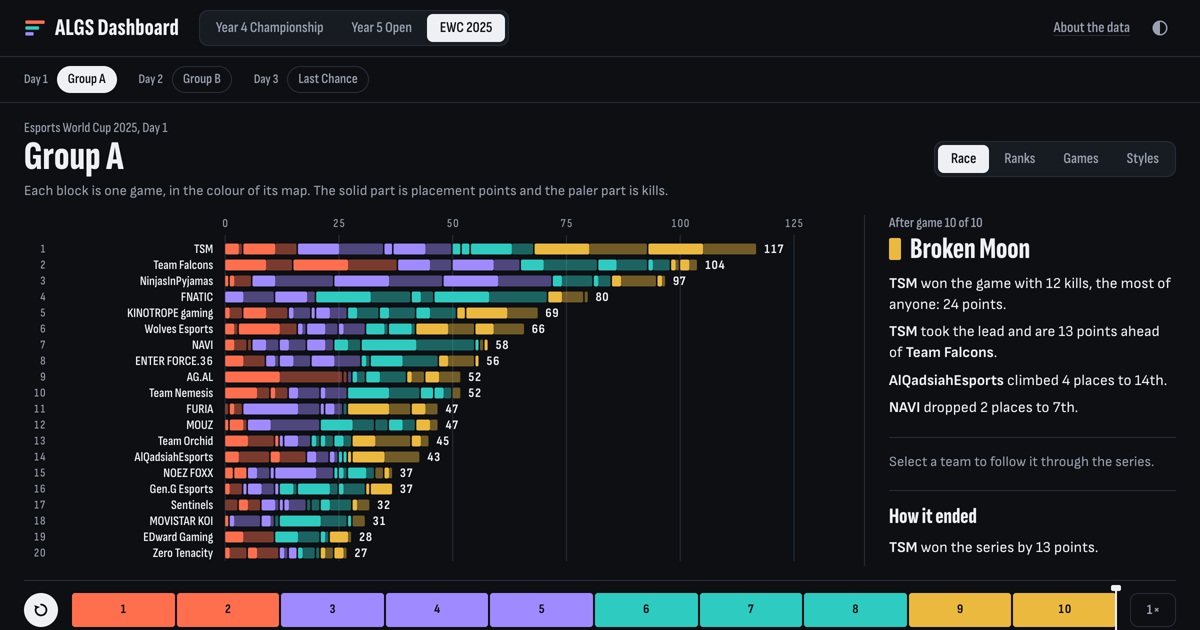 ALGS Dashboard
Year 4 Championship
Year 5 Open
EWC 2025
About the data
Day 1
Group A
Day 2
Group B
Day 3
Last Chance
Esports World Cup 2025, Day 1
Group A
Each block is one game, in the colour of its map. The solid part is placement points and the paler part is kills.
Race
Ranks
Games
Styles
0 25 50 75 100 125
1 TSM 117
2 Team Falcons 104
3 NinjasInPyjamas 97
4 FNATIC 80
5 KINOTROPE gaming 69
6 Wolves Esports 66
7 NAVI 58
8 ENTER FORCE.36 56
9 AG.AL 52
10 Team Nemesis 52
11 FURIA 47
12 MOUZ 47
13 Team Orchid 45
14 AlQadsiahEsports 43
15 NOEZ FOXX 37
16 Gen.G Esports 37
17 Sentinels 32
18 MOVISTAR KOI 31
19 EDward Gaming 28
20 Zero Tenacity 27
After game 10 of 10
Broken Moon
TSM won the game with 12 kills, the most of
anyone: 24 points.
TSM took the lead and are 13 points ahead
of Team Falcons.
AlQadsiahEsports climbed 4 places to 14th.
NAVI dropped 2 places to 7th.
Select a team to follow it through the series.
How it ended
TSM won the series by 13 points.
1 2 3 4 5 6 7 8 9 10
1×